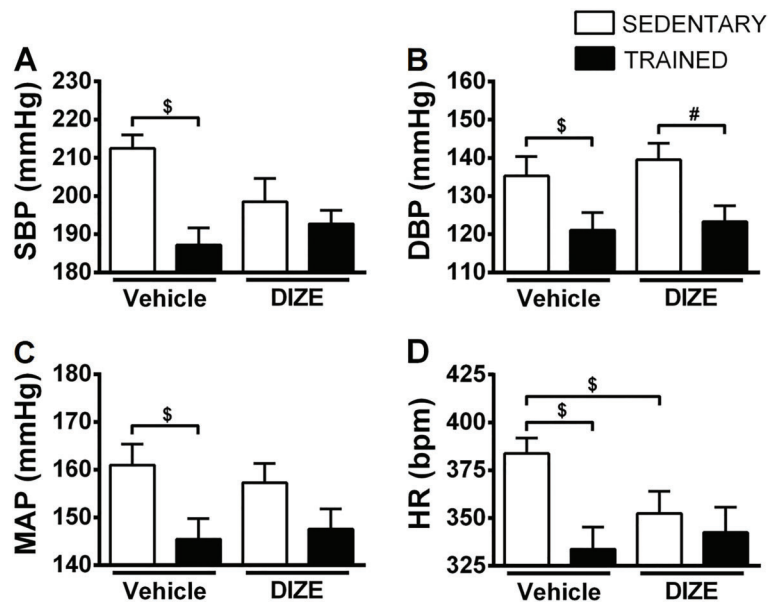 SEDENTARY
TRAINED
A
SBP (mmHg)
230
220
210
200
190
180
$
Vehicle
DIZE
B
DBP (mmHg)
160
150
140
130
120
110
$
#
Vehicle
DIZE
C
MAP (mmHg)
180
170
160
150
140
$
Vehicle
DIZE
D
HR (bpm)
425
400
375
350
325
$
$
Vehicle
DIZE